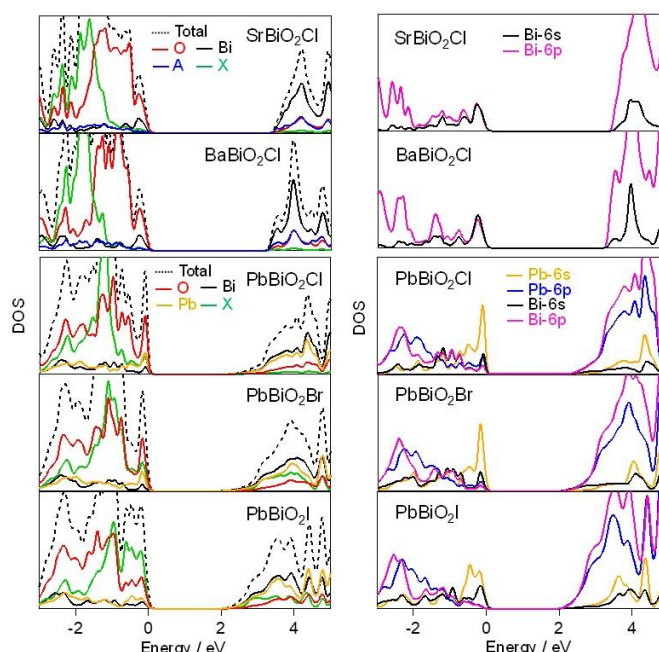 Total
O Bi
A X
SrBiO₂Cl
BaBiO₂Cl
Total
O Bi
Pb X
PbBiO₂Cl
PbBiO₂Br
PbBiO₂I
DOS
-2 0 2 4
Energy / eV
SrBiO₂Cl
Bi-6s
Bi-6p
BaBiO₂Cl
PbBiO₂Cl
Pb-6s
Pb-6p
Bi-6s
Bi-6p
PbBiO₂Br
PbBiO₂I
DOS
-2 0 2 4
Energy / eV